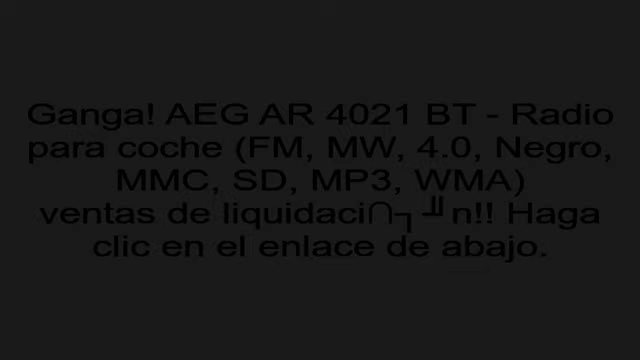 Ganga! AEG AR 4021 BT - Radio
para coche (FM, MW, 4.0, Negro,
MMC, SD, MP3, WMA)
ventas de liquidaci∩┐╜n!! Haga
clic en el enlace de abajo.